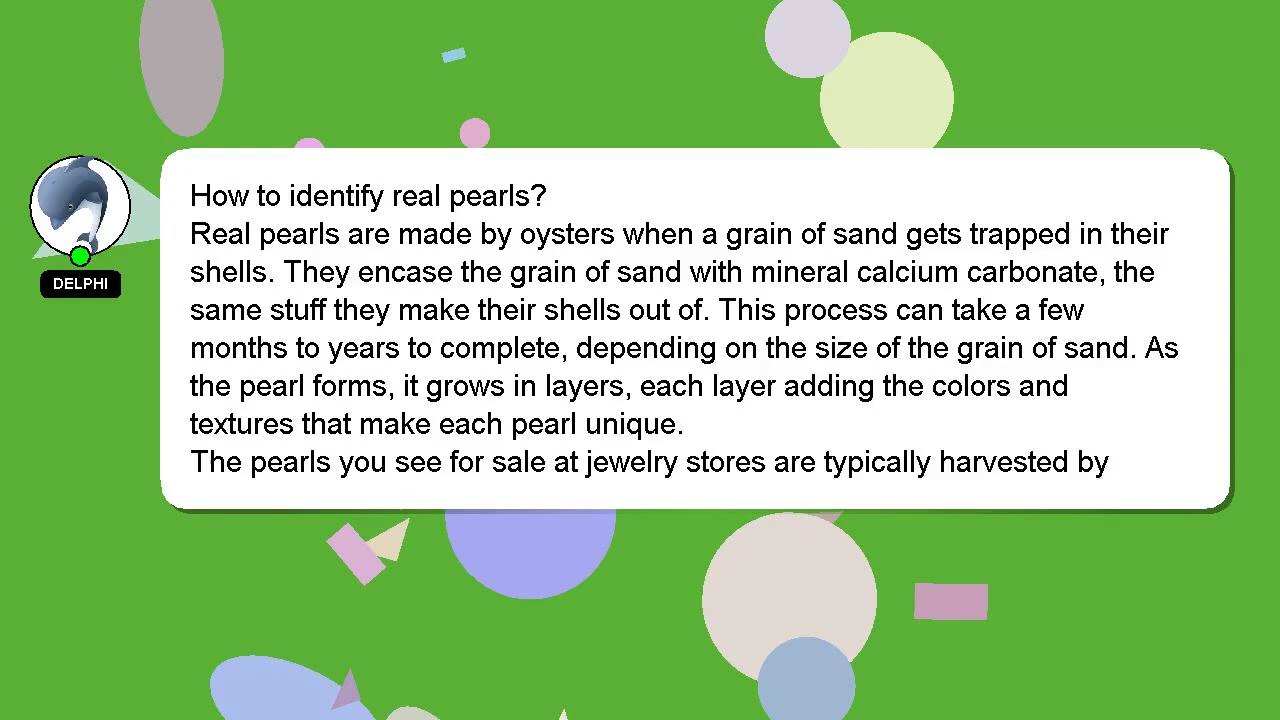 How to identify real pearls?
Real pearls are made by oysters when a grain of sand gets trapped in their
shells. They encase the grain of sand with mineral calcium carbonate, the
same stuff they make their shells out of. This process can take a few
months to years to complete, depending on the size of the grain of sand. As
the pearl forms, it grows in layers, each layer adding the colors and
textures that make each pearl unique.
The pearls you see for sale at jewelry stores are typically harvested by
DELPHI